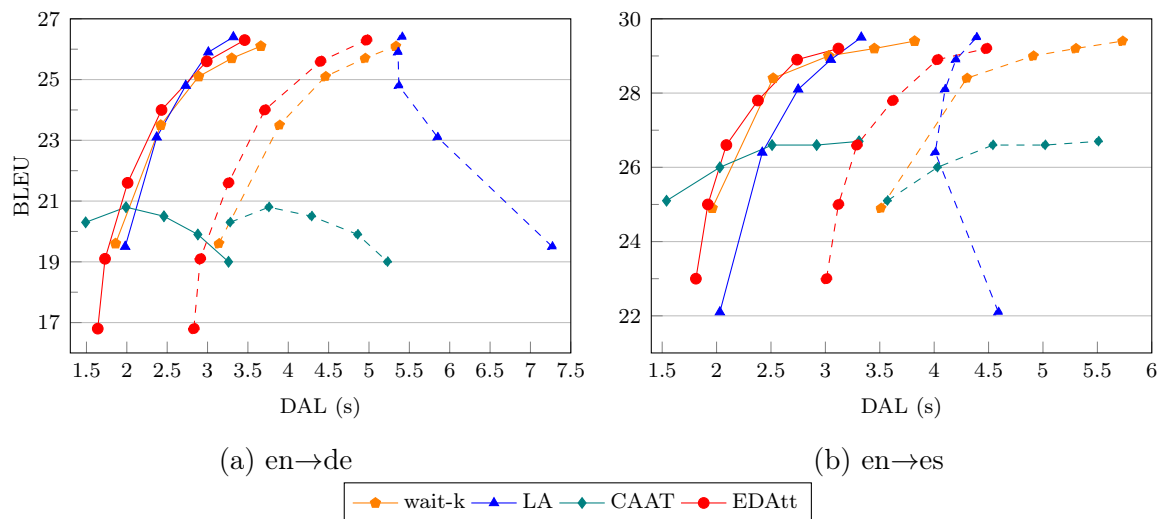 27
25
23
21
19
17
BLEU
1.5 2 2.5 3 3.5 4 4.5 5 5.5 6 6.5 7 7.5
DAL (s)
(a) en→de
30
28
26
24
22
1.5 2 2.5 3 3.5 4 4.5 5 5.5 6
DAL (s)
(b) en→es
wait-k LA CAAT EDAtt